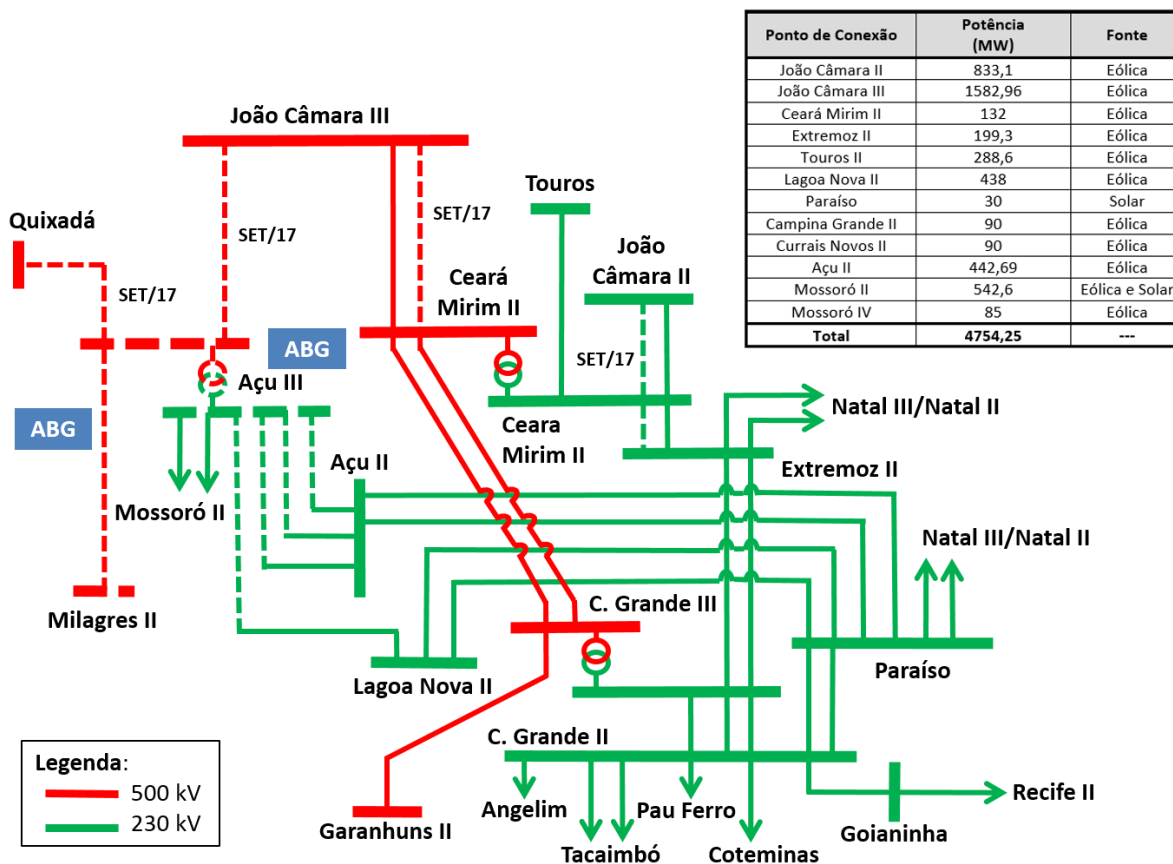 Ponto de Conexão Potência (MW) Fonte
João Câmara II 833,1 Eólica
João Câmara III 1582,96 Eólica
Ceará Mirim II 132 Eólica
Extremoz II 199,3 Eólica
Touros II 288,6 Eólica
Lagoa Nova II 438 Eólica
Paraíso 30 Solar
Campina Grande II 90 Eólica
Currais Novos II 90 Eólica
Açu II 442,69 Eólica
Mossoró II 542,6 Eólica e Solar
Mossoró IV 85 Eólica
Total 4754,25 ---
João Câmara III
Touros
Quixadá
SET/17
SET/17
João
Câmara II
Ceará
Mirim II
SET/17
ABG
SET/17
Açu III
Natal III/Natal II
ABG
Ceara
Mirim II
Extremoz II
Açu II
Mossoró II
Natal III/Natal II
Milagres II
C. Grande III
Lagoa Nova II
Paraíso
C. Grande II
Legenda:
500 kV
230 kV
Garanhuns II
Angelim
Pau Ferro
Recife II
Goianinha
Tacaimbó
Coteminas